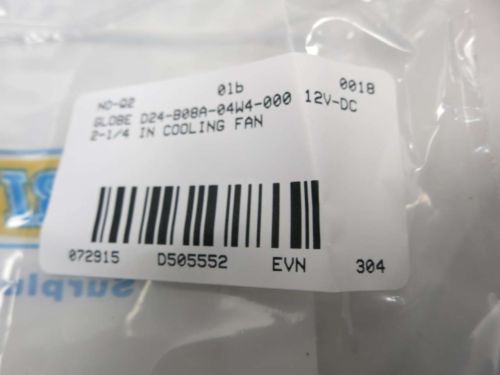 ND-Q2 01b 0018
GLOBE D24-B08A-04W4-000 12V-DC
2-1/4 IN COOLING FAN
072915 D505552 EVN 304